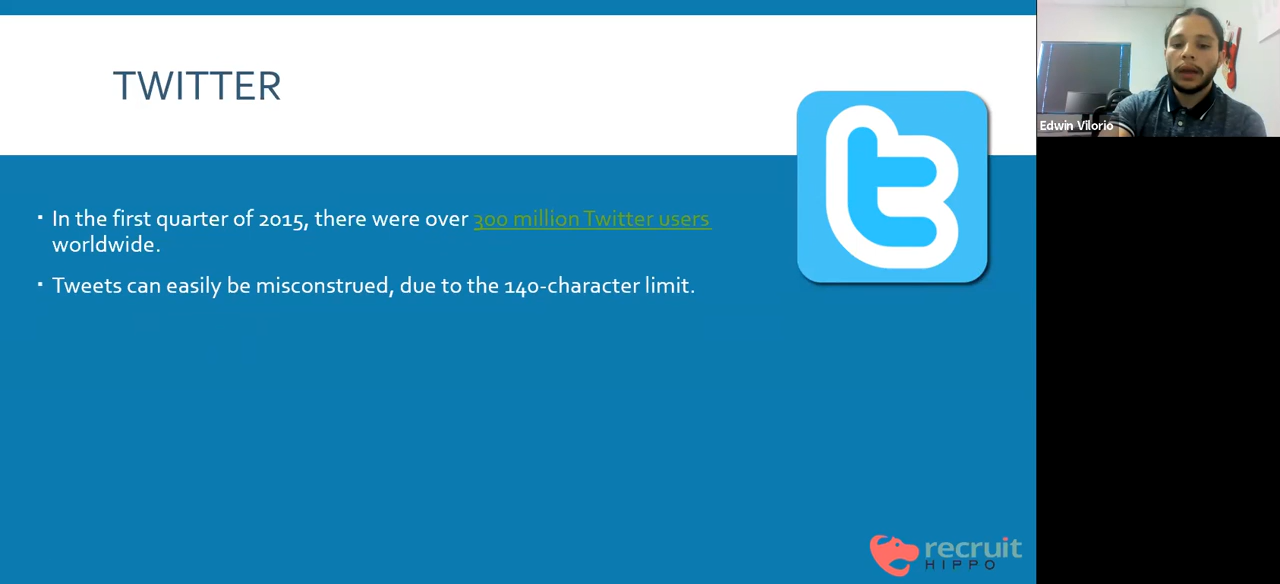 TWITTER
Edwin Vilorio
▪ In the first quarter of 2015, there were over 300 million Twitter users
worldwide.
▪ Tweets can easily be misconstrued, due to the 140-character limit.
recruit
HIPPO